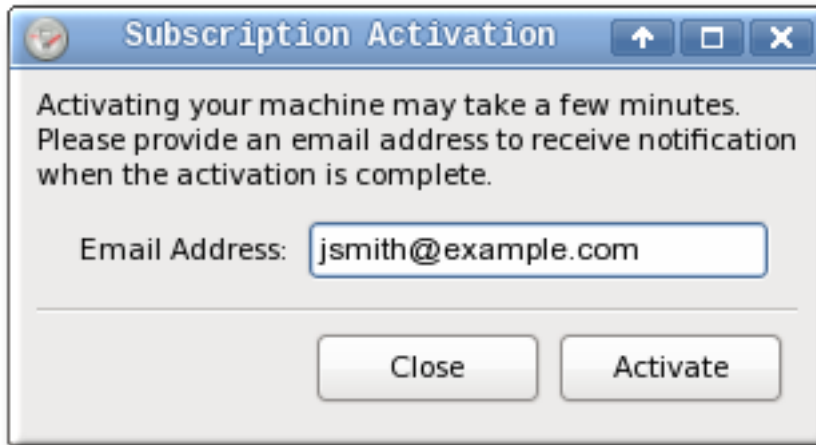 Subscription Activation
Activating your machine may take a few minutes.
Please provide an email address to receive notification
when the activation is complete.
Email Address: jsmith@example.com
Close Activate